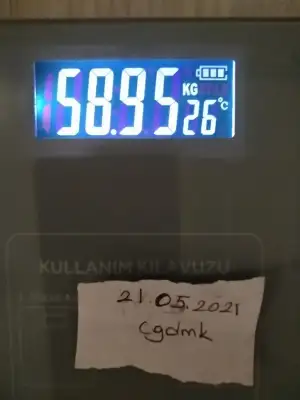 58.95 KG
26°C
KULLANIM KILAVUZU
21.05.2021
cgdmk